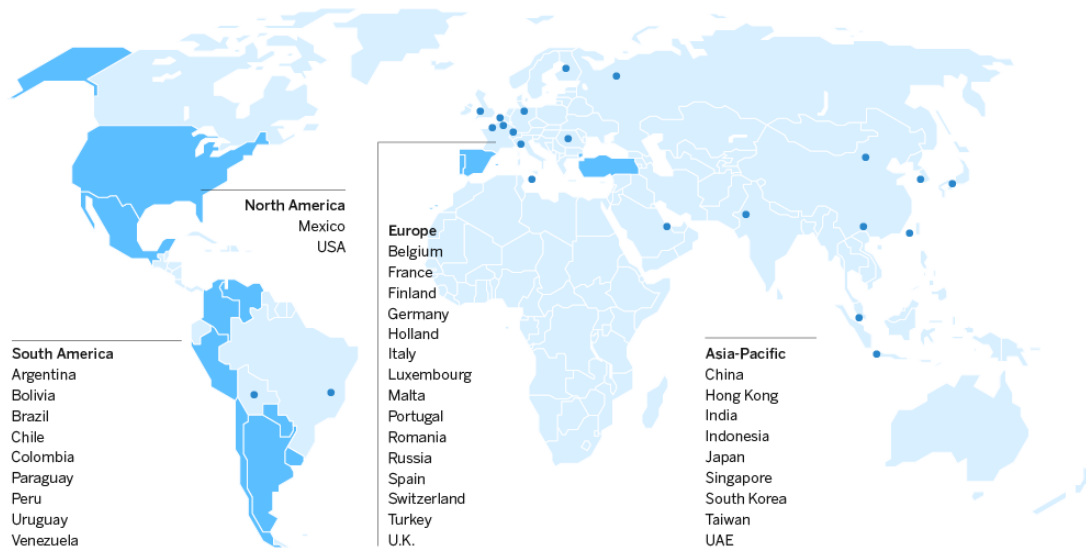 North America
Mexico
USA
South America
Argentina
Bolivia
Brazil
Chile
Colombia
Paraguay
Peru
Uruguay
Venezuela
Europe
Belgium
France
Finland
Germany
Holland
Italy
Luxembourg
Malta
Portugal
Romania
Russia
Spain
Switzerland
Turkey
U.K.
Asia-Pacific
China
Hong Kong
India
Indonesia
Japan
Singapore
South Korea
Taiwan
UAE